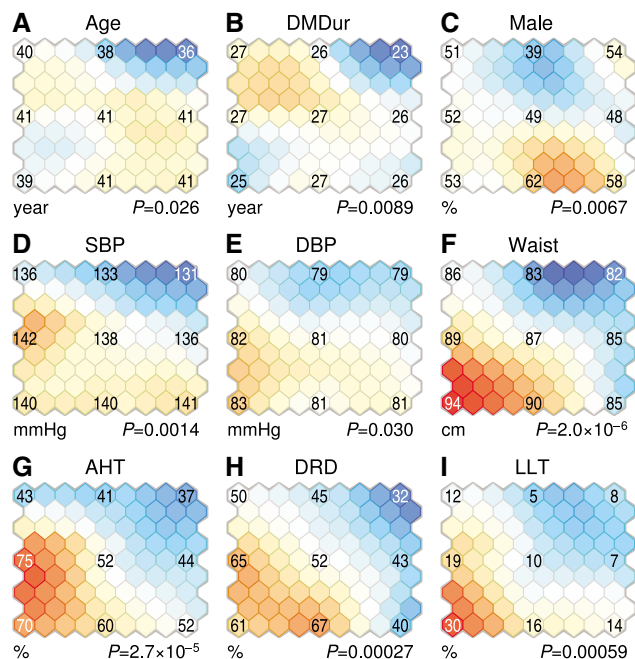 A Age B DMDur C Male
40 38 36 27 26 23 51 39 54
41 41 41 27 27 26 52 49 48
39 41 41 25 27 26 53 62 58
year P=0.026 year P=0.0089 % P=0.0067
D SBP E DBP F Waist
136 133 131 80 79 79 86 83 82
142 138 136 82 81 80 89 87 85
140 140 141 83 81 81 94 90 85
mmHg P=0.0014 mmHg P=0.030 cm P=2.0×10⁻⁶
G AHT H DRD I LLT
43 41 37 50 45 32 12 5 8
75 52 44 65 52 43 19 10 7
70 60 52 61 67 40 30 16 14
% P=2.7×10⁻⁵ % P=0.00027 % P=0.00059